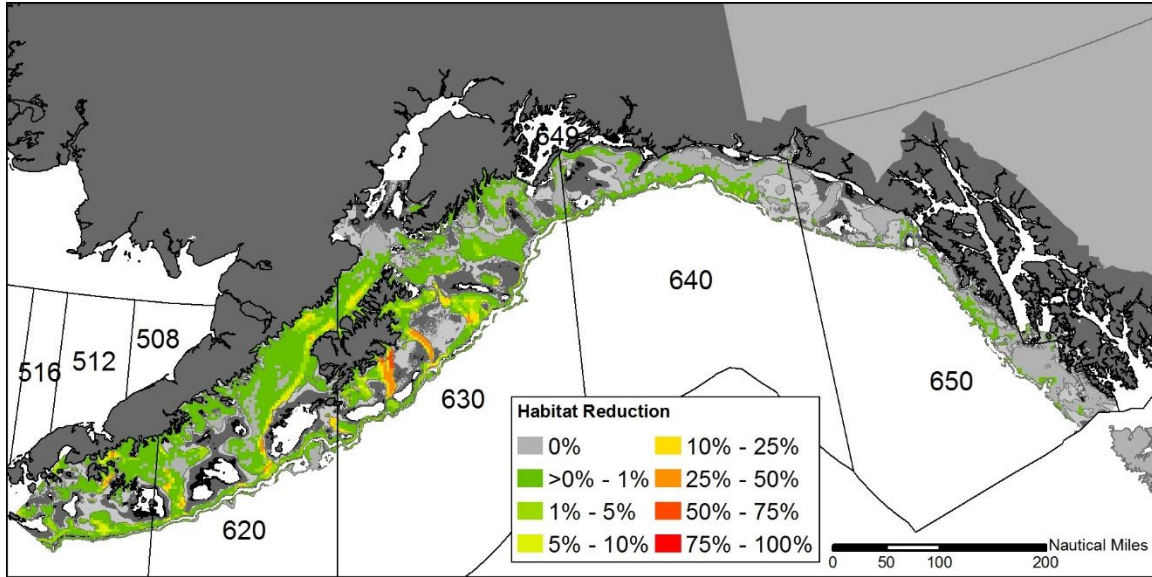 649
640
508
512
516
650
630
Habitat Reduction
0% 10% - 25%
>0% - 1% 25% - 50%
1% - 5% 50% - 75%
5% - 10% 75% - 100%
620
Nautical Miles
0 50 100 200